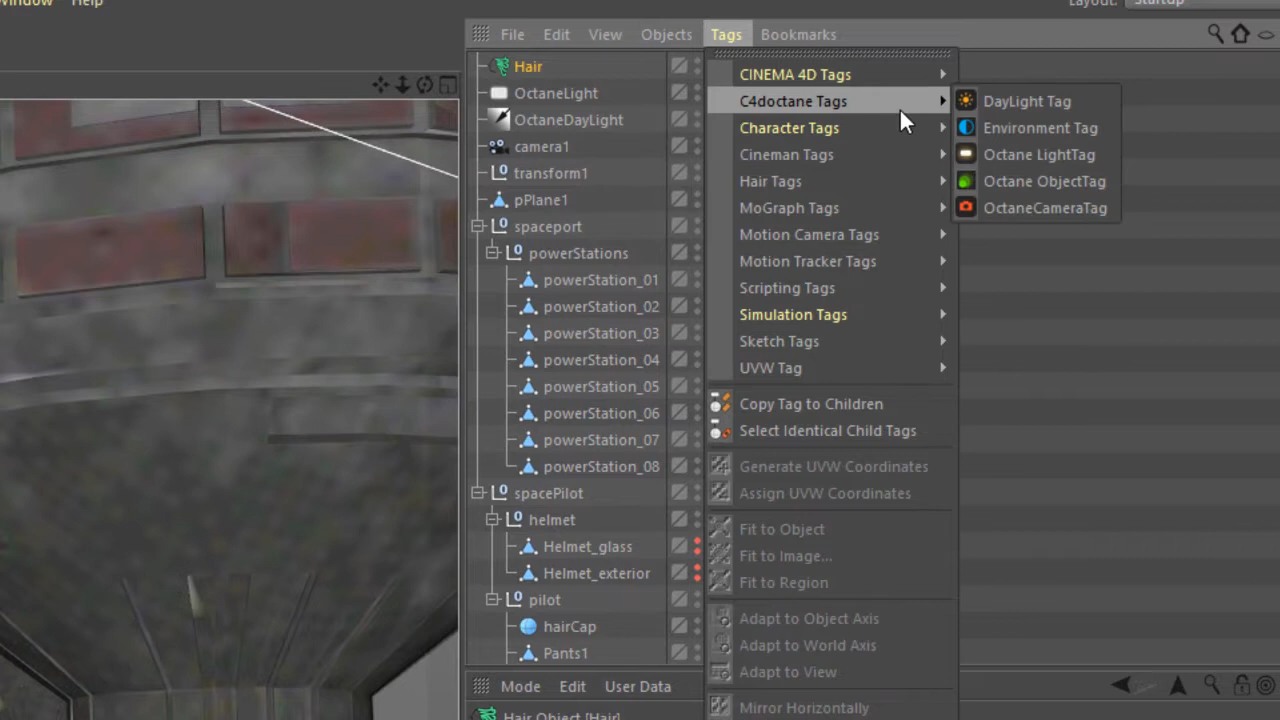 Window Help
Layout: Startup
File Edit View Objects Tags Bookmarks
Hair
OctaneLight
OctaneDayLight
camera1
transform1
pPlane1
spaceport
powerStations
powerStation_01
powerStation_02
powerStation_03
powerStation_04
powerStation_05
powerStation_06
powerStation_07
powerStation_08
spacePilot
helmet
Helmet_glass
Helmet_exterior
pilot
hairCap
Pants1
CINEMA 4D Tags
C4doctane Tags
Character Tags
Cineman Tags
Hair Tags
MoGraph Tags
Motion Camera Tags
Motion Tracker Tags
Scripting Tags
Simulation Tags
Sketch Tags
UVW Tag
Copy Tag to Children
Select Identical Child Tags
Generate UVW Coordinates
Assign UVW Coordinates
Fit to Object
Fit to Image...
Fit to Region
Adapt to Object Axis
Adapt to World Axis
Adapt to View
Mirror Horizontally
DayLight Tag
Environment Tag
Octane LightTag
Octane ObjectTag
OctaneCameraTag
Mode Edit User Data
Hair Object [Hair]